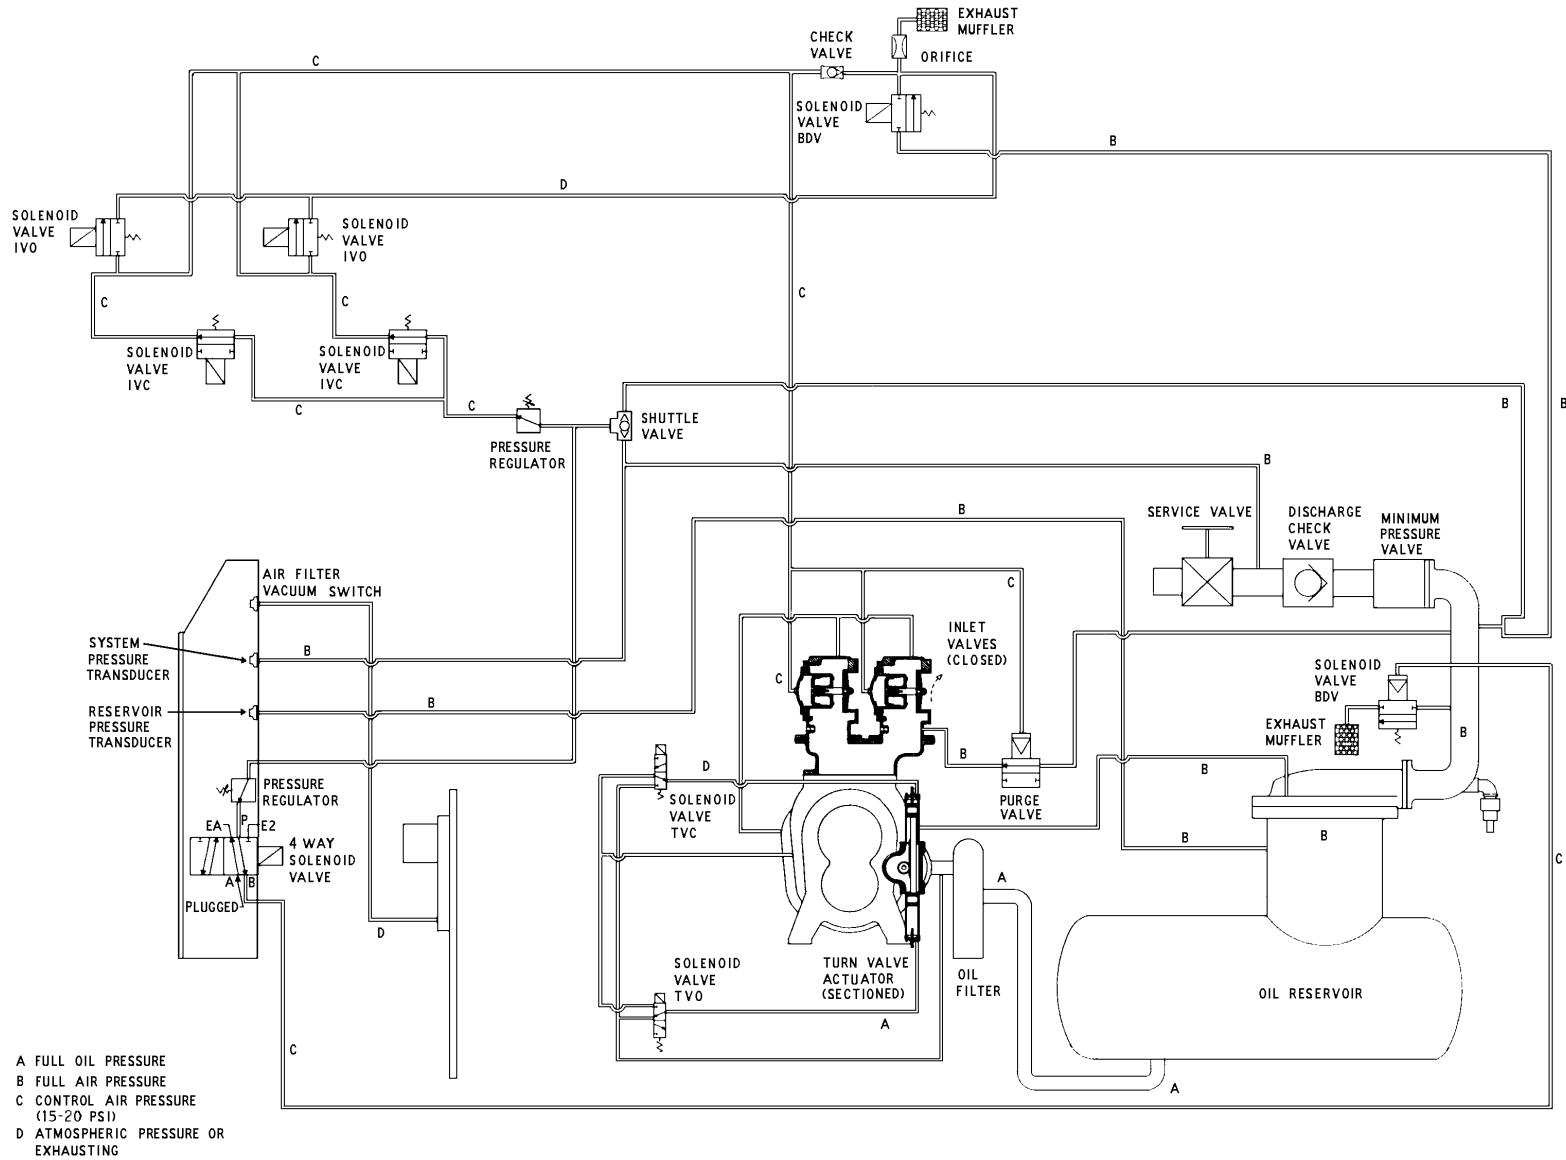 EXHAUST
MUFFLER
CHECK
VALVE
ORIFICE
C
SOLENOID
VALVE
BDV
B
D
SOLENOID
VALVE
IVO
SOLENOID
VALVE
IVO
C
C
C
SOLENOID
VALVE
IVC
SOLENOID
VALVE
IVC
C
C
PRESSURE
REGULATOR
SHUTTLE
VALVE
B
B
B
B
SERVICE VALVE
DISCHARGE
CHECK
VALVE
MINIMUM
PRESSURE
VALVE
AIR FILTER
VACUUM SWITCH
C
SYSTEM
PRESSURE
TRANSDUCER
B
INLET
VALVES
(CLOSED)
C
SOLENOID
VALVE
BDV
RESERVOIR
PRESSURE
TRANSDUCER
B
EXHAUST
MUFFLER
B
B
D
B
PRESSURE
REGULATOR
SOLENOID
VALVE
TVC
PURGE
VALVE
P
EA
E2
4 WAY
SOLENOID
VALVE
B
B
A
B
PLUGGED
A
C
D
SOLENOID
VALVE
TVO
TURN VALVE
ACTUATOR
(SECTIONED)
OIL
FILTER
OIL RESERVOIR
A
C
A
A FULL OIL PRESSURE
B FULL AIR PRESSURE
C CONTROL AIR PRESSURE
(15-20 PSI)
D ATMOSPHERIC PRESSURE OR
EXHAUSTING